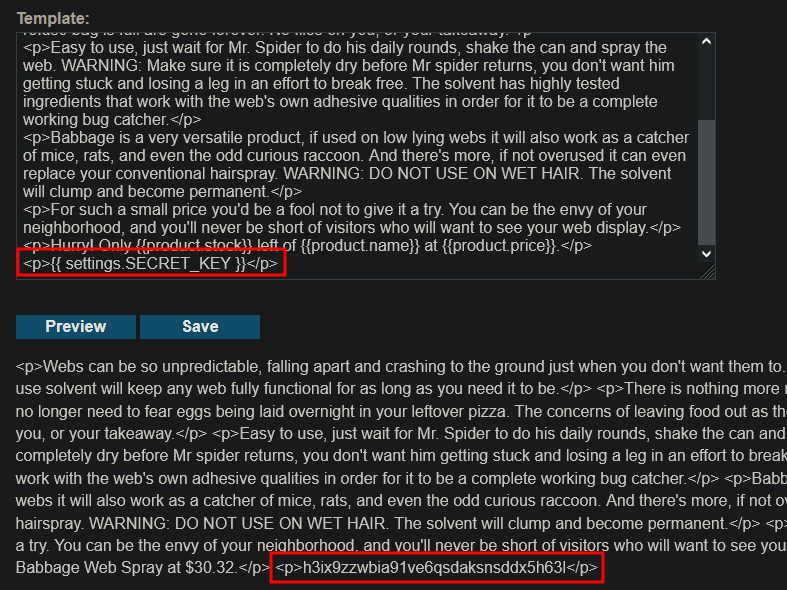 Template:
refuse bag is full are gone forever. No flies on you, or your takeaway.<p
<p>Easy to use, just wait for Mr. Spider to do his daily rounds, shake the can and spray the
web. WARNING: Make sure it is completely dry before Mr spider returns, you don't want him
getting stuck and losing a leg in an effort to break free. The solvent has highly tested
ingredients that work with the web's own adhesive qualities in order for it to be a complete
working bug catcher.</p>
<p>Babbage is a very versatile product, if used on low lying webs it will also work as a catcher
of mice, rats, and even the odd curious raccoon. And there's more, if not overused it can even
replace your conventional hairspray. WARNING: DO NOT USE ON WET HAIR. The solvent
will clump and become permanent.</p>
<p>For such a small price you'd be a fool not to give it a try. You can be the envy of your
neighborhood, and you'll never be short of visitors who will want to see your web display.</p>
<p>Hurry! Only {{product.stock}} left of {{product.name}} at {{product.price}}.</p>
<p>{{ settings.SECRET_KEY }}</p>
Preview Save
<p>Webs can be so unpredictable, falling apart and crashing to the ground just when you don't want them to.
use solvent will keep any web fully functional for as long as you need it to be.</p> <p>There is nothing more
no longer need to fear eggs being laid overnight in your leftover pizza. The concerns of leaving food out as
you, or your takeaway.</p> <p>Easy to use, just wait for Mr. Spider to do his daily rounds, shake the can and
completely dry before Mr spider returns, you don't want him getting stuck and losing a leg in an effort to break
work with the web's own adhesive qualities in order for it to be a complete working bug catcher.</p> <p>Babb
webs it will also work as a catcher of mice, rats, and even the odd curious raccoon. And there's more, if not
hairspray. WARNING: DO NOT USE ON WET HAIR. The solvent will clump and become permanent.</p> <p>
a try. You can be the envy of your neighborhood, and you'll never be short of visitors who will want to see you
Babbage Web Spray at $30.32.</p> <p>h3ix9zzwbia91ve6qsdaksnsddx5h63l</p>